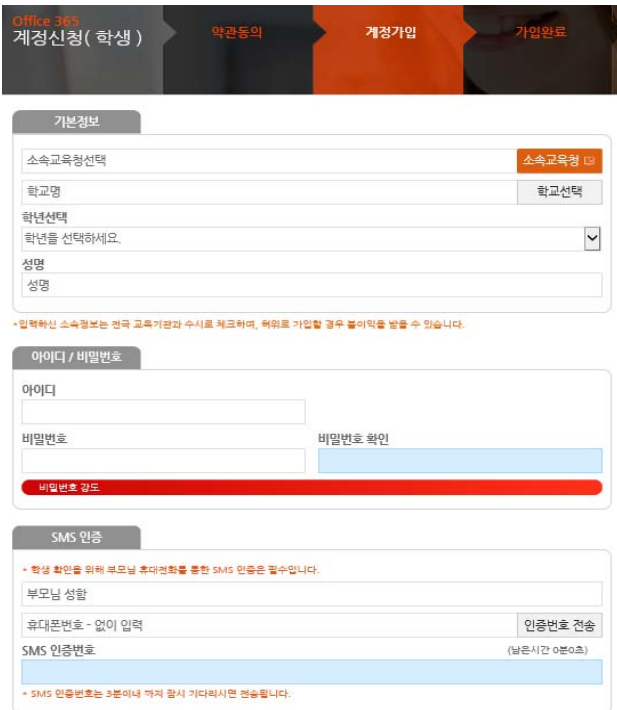 Office 365
계정신청( 학생 )
약관동의
계정가입
가입완료
기본정보
소속교육청선택
소속교육청
학교명
학교선택
학년선택
학년을 선택하세요.
성명
성명
*입력하신 소속정보는 전국 교육기관과 수시로 체크하며, 허위로 가입할 경우 불이익을 받을 수 있습니다.
아이디 / 비밀번호
아이디
비밀번호
비밀번호 확인
비밀번호 강도
SMS 인증
* 학생 확인을 위해 부모님 휴대전화를 통한 SMS 인증은 필수입니다.
부모님 성함
휴대폰번호 - 없이 입력
인증번호 전송
SMS 인증번호
(남은시간 0분0초)
* SMS 인증번호는 3분이내 까지 잠시 기다리시면 전송됩니다.